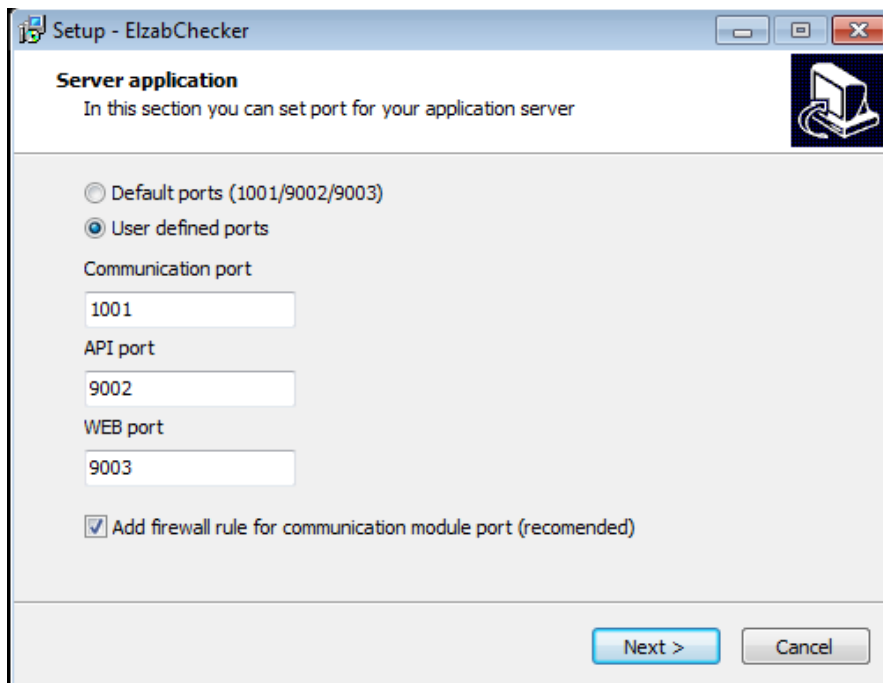 Setup - ElzabChecker
Server application
In this section you can set port for your application server
Default ports (1001/9002/9003)
User defined ports
Communication port
1001
API port
9002
WEB port
9003
Add firewall rule for communication module port (recomended)
Next >
Cancel